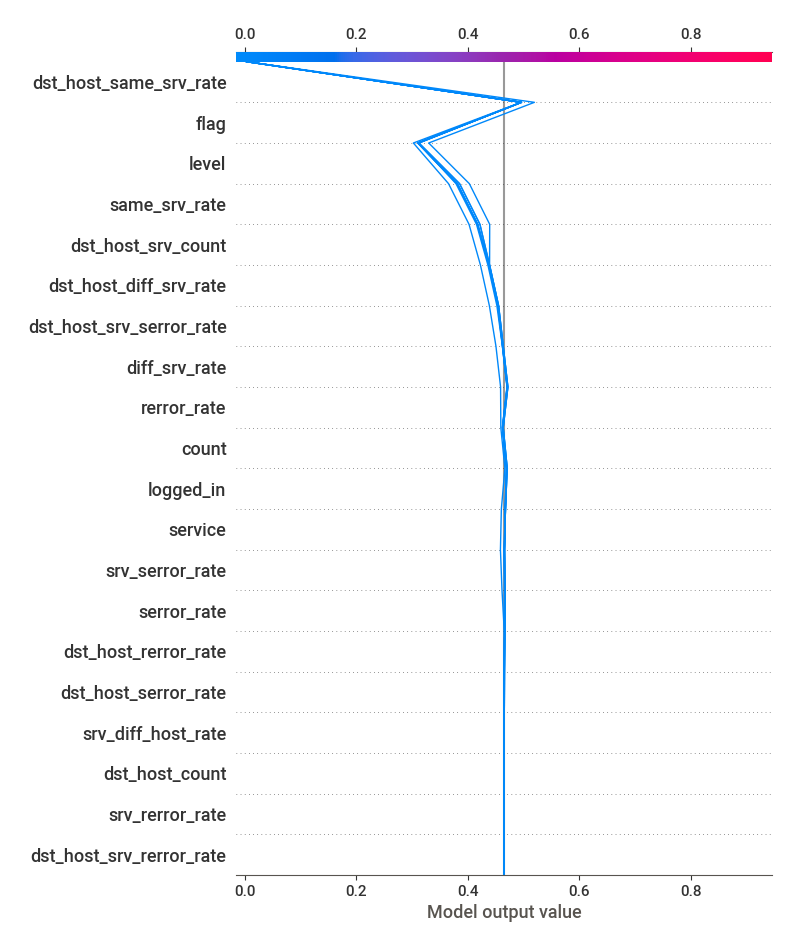 0.0 0.2 0.4 0.6 0.8
dst_host_same_srv_rate
flag
level
same_srv_rate
dst_host_srv_count
dst_host_diff_srv_rate
dst_host_srv_serror_rate
diff_srv_rate
rerror_rate
count
logged_in
service
srv_serror_rate
serror_rate
dst_host_rerror_rate
dst_host_serror_rate
srv_diff_host_rate
dst_host_count
srv_rerror_rate
dst_host_srv_rerror_rate
0.0 0.2 0.4 0.6 0.8
Model output value